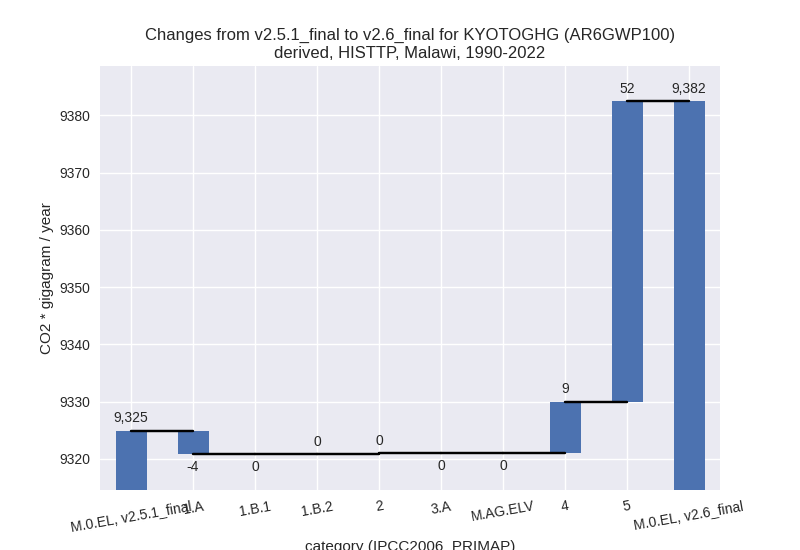 Changes from v2.5.1_final to v2.6_final for KYOTOGHG (AR6GWP100)
derived, HISTTP, Malawi, 1990-2022
CO2 * gigagram / year
9380
9370
9360
9350
9340
9330
9320
9,325
-4
0
0
0
0
0
9
52
9,382
M.0.EL, v2.5.1_final
1.A
1.B.1
1.B.2
2
3.A
M.AG.ELV
4
5
M.0.EL, v2.6_final
category (IPCC2006_PRIMAP)